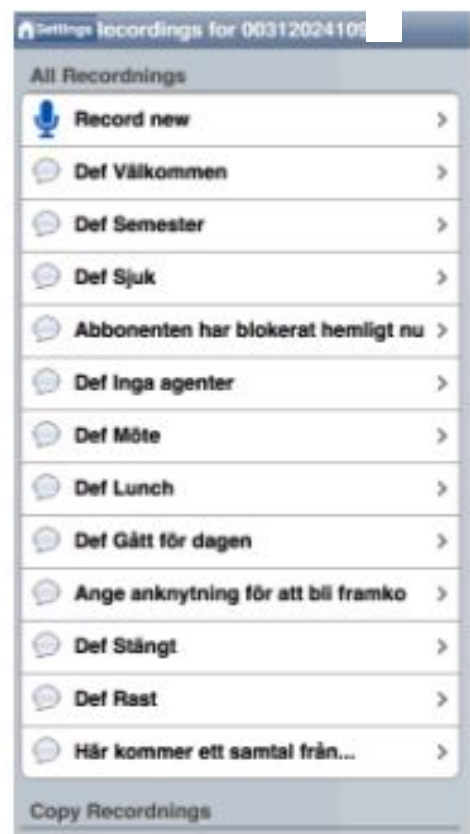 Settings
Recordings for 00312024109
All Recordnings
Record new
Def Välkommen
Def Semester
Def Sjuk
Abbonenten har blokerat hemligt nu
Def Inga agenter
Def Möte
Def Lunch
Def Gått för dagen
Ange anknytning för att bli framko
Def Stängt
Def Rast
Här kommer ett samtal från...
Copy Recordnings